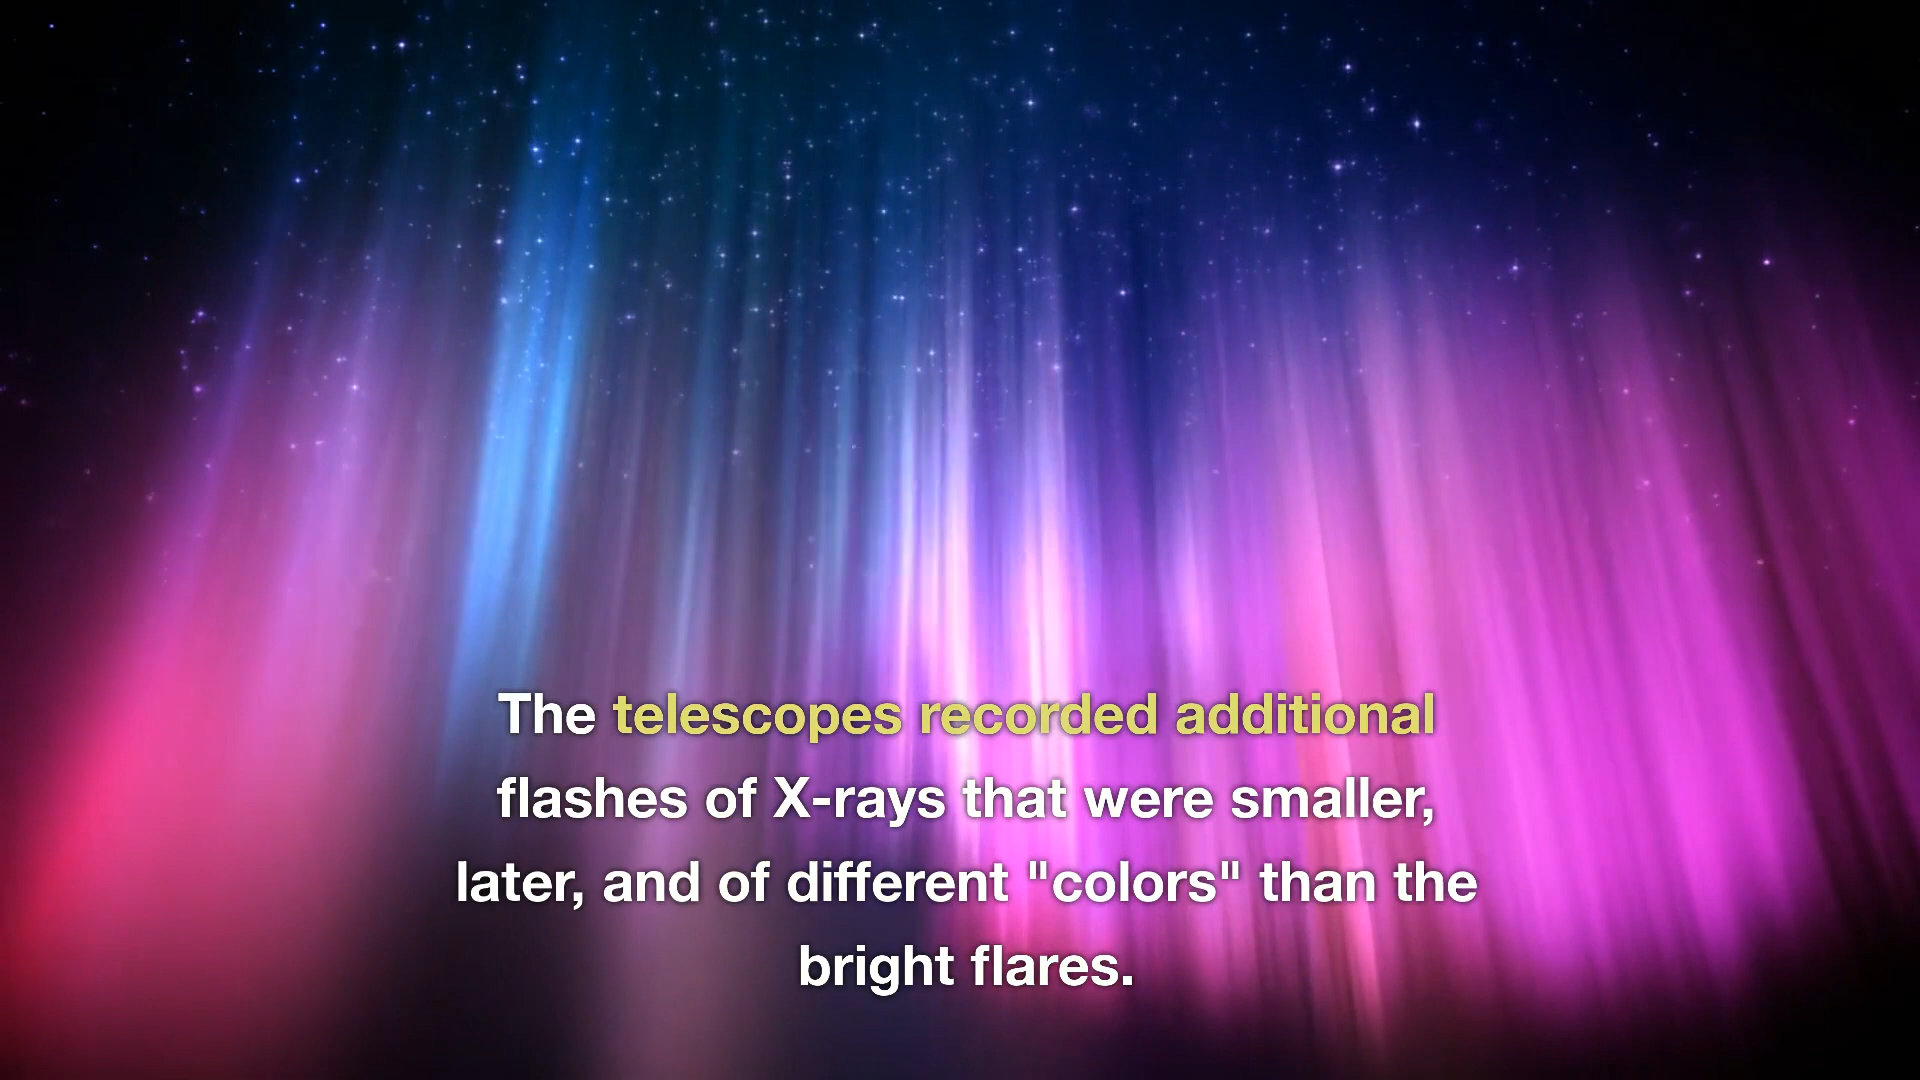 The telescopes recorded additional
flashes of X-rays that were smaller,
later, and of different "colors" than the
bright flares.